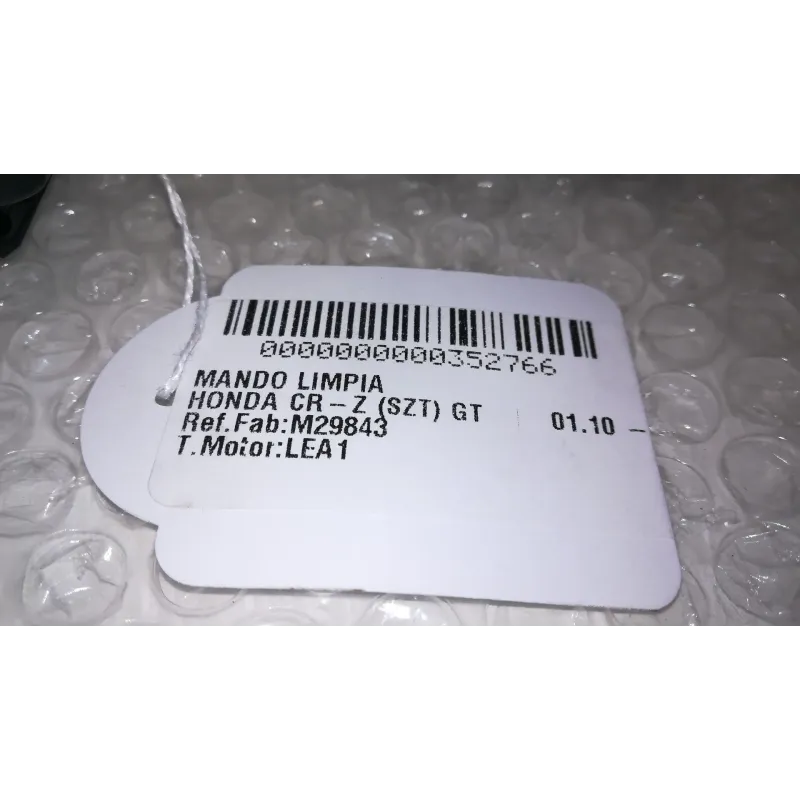 0000000000352766
MANDO LIMPIA
HONDA CR-Z (SZT) GT 01.10 -
Ref.Fab:M29843
T.Motor:LEA1